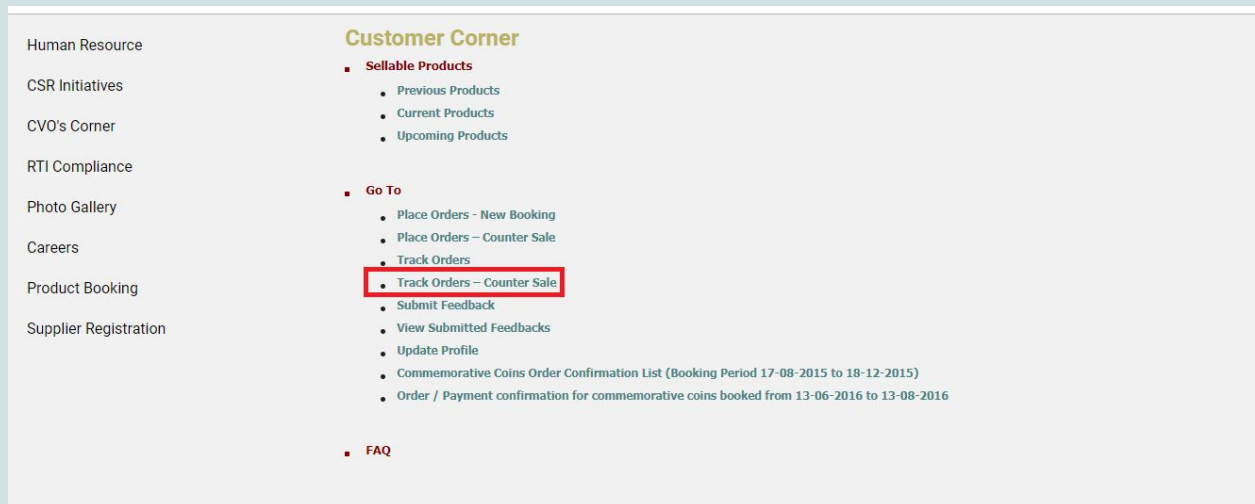 Human Resource
CSR Initiatives
CVO's Corner
RTI Compliance
Photo Gallery
Careers
Product Booking
Supplier Registration
Customer Corner
Sellable Products
Previous Products
Current Products
Upcoming Products
Go To
Place Orders - New Booking
Place Orders – Counter Sale
Track Orders
Track Orders – Counter Sale
Submit Feedback
View Submitted Feedbacks
Update Profile
Commemorative Coins Order Confirmation List (Booking Period 17-08-2015 to 18-12-2015)
Order / Payment confirmation for commemorative coins booked from 13-06-2016 to 13-08-2016
FAQ